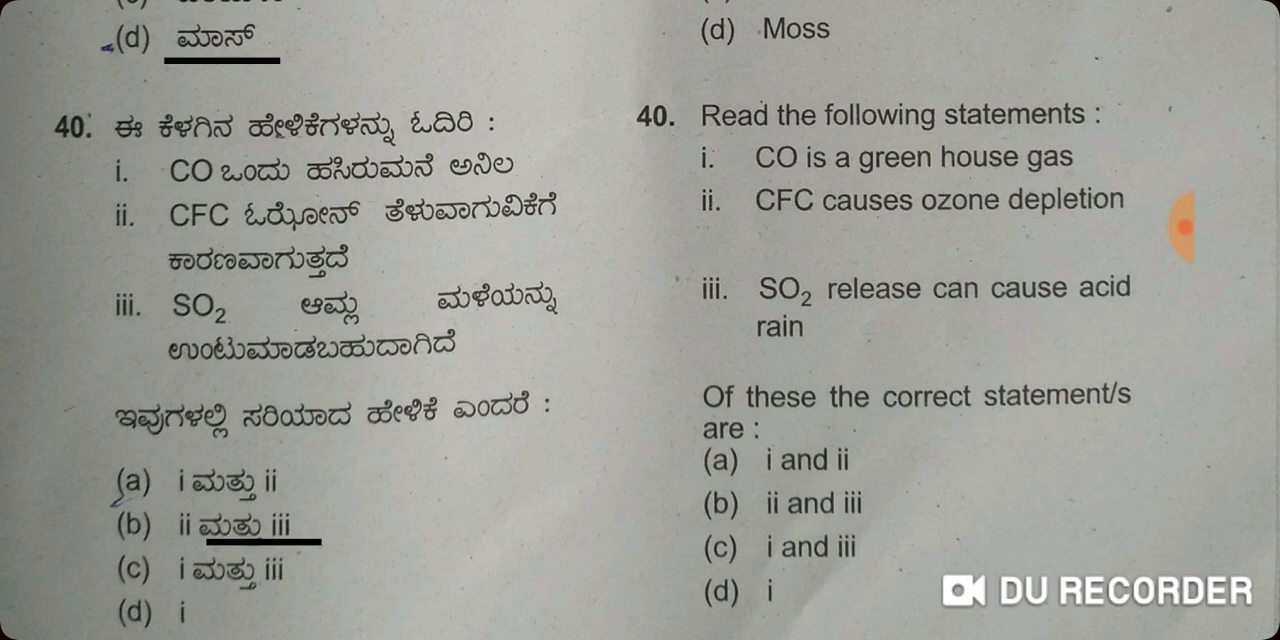 (d) ಮಾಸ್
40. ಈ ಕೆಳಗಿನ ಹೇಳಿಕೆಗಳನ್ನು ಓದಿರಿ :
i. CO ಒಂದು ಹಸಿರುಮನೆ ಅನಿಲ
ii. CFC ಓಝೋನ್ ತೆಳುವಾಗುವಿಕೆಗೆ
ಕಾರಣವಾಗುತ್ತದೆ
iii. SO2 ಆಮ್ಲ ಮಳೆಯನ್ನು
ಉಂಟುಮಾಡಬಹುದಾಗಿದೆ
ಇವುಗಳಲ್ಲಿ ಸರಿಯಾದ ಹೇಳಿಕೆ ಎಂದರೆ :
(a) i ಮತ್ತು ii
(b) ii ಮತ್ತು iii
(c) i ಮತ್ತು iii
(d) i
(d) Moss
40. Read the following statements :
i. CO is a green house gas
ii. CFC causes ozone depletion
iii. SO2 release can cause acid
rain
Of these the correct statement/s
are :
(a) i and ii
(b) ii and iii
(c) i and iii
(d) i
DU RECORDER